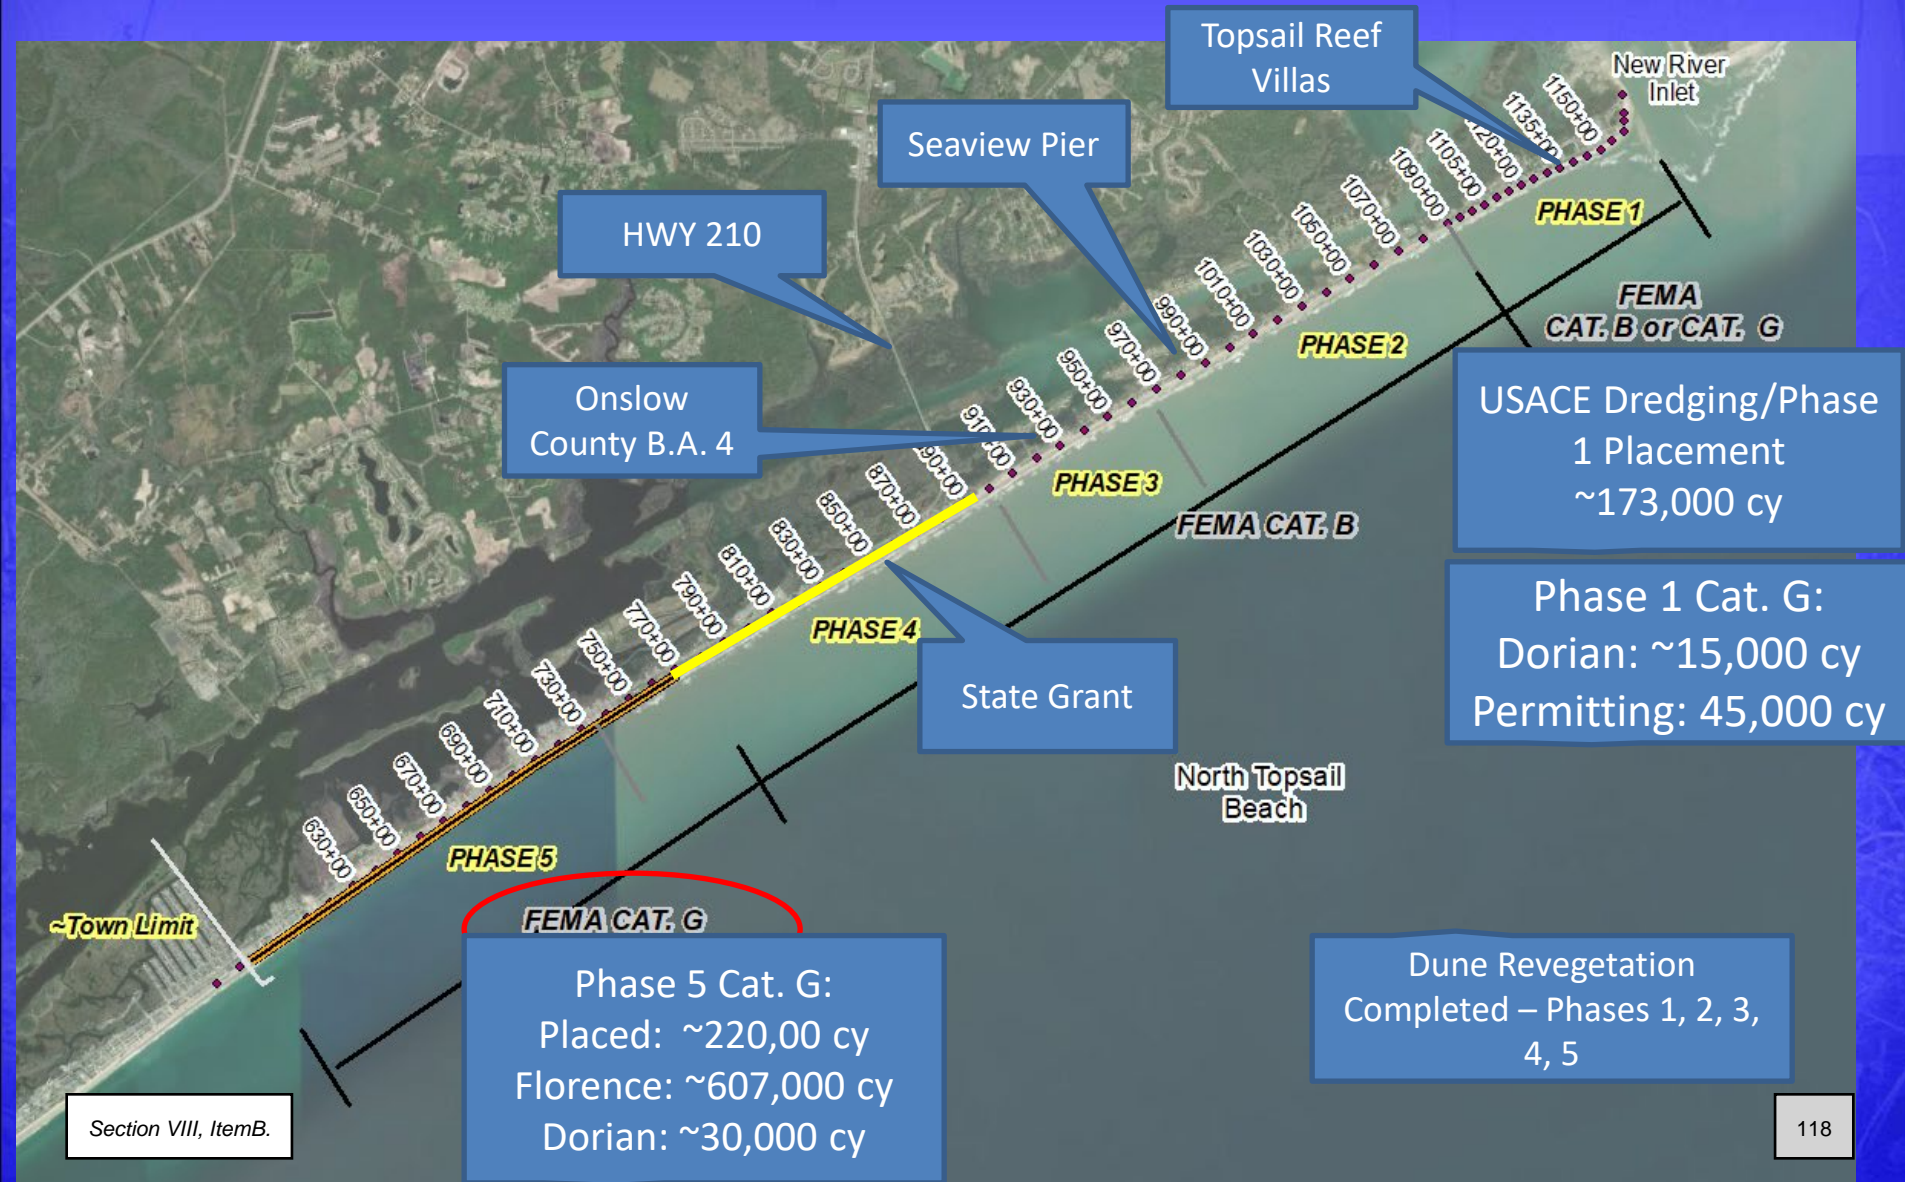 Topsail Reef
Villas
New River
Inlet
Seaview Pier
HWY 210
Onslow
County B.A. 4
1150+00
1135+00
1105+00
1090+00
1070+00
1050+00
1030+00
1010+00
990+00
970+00
950+00
930+00
870+00
850+00
830+00
810+00
790+00
770+00
750+00
730+00
710+00
690+00
670+00
650+00
630+00
PHASE 1
FEMA
CAT. B or CAT. G
PHASE 2
USACE Dredging/Phase
1 Placement
~173,000 cy
PHASE 3
FEMA CAT. B
Phase 1 Cat. G:
Dorian: ~15,000 cy
Permitting: 45,000 cy
PHASE 4
State Grant
North Topsail
Beach
PHASE 5
~Town Limit
FEMA CAT. G
Phase 5 Cat. G:
Placed: ~220,00 cy
Florence: ~607,000 cy
Dorian: ~30,000 cy
Dune Revegetation
Completed – Phases 1, 2, 3,
4, 5
Section VIII, ItemB.
118